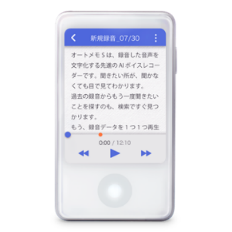 新規録音_07/30
オートメモSは、録音した音声を
文字化する先進のAIボイスレコー
ダーです。聞きたい所が、聞かな
くても目で見てわかります。
過去の録音からもう一度聞きたい
ことを探すのも、検索ですぐ見つ
かります。
もう、録音データを1つ1つ再生
0:00 / 12:10